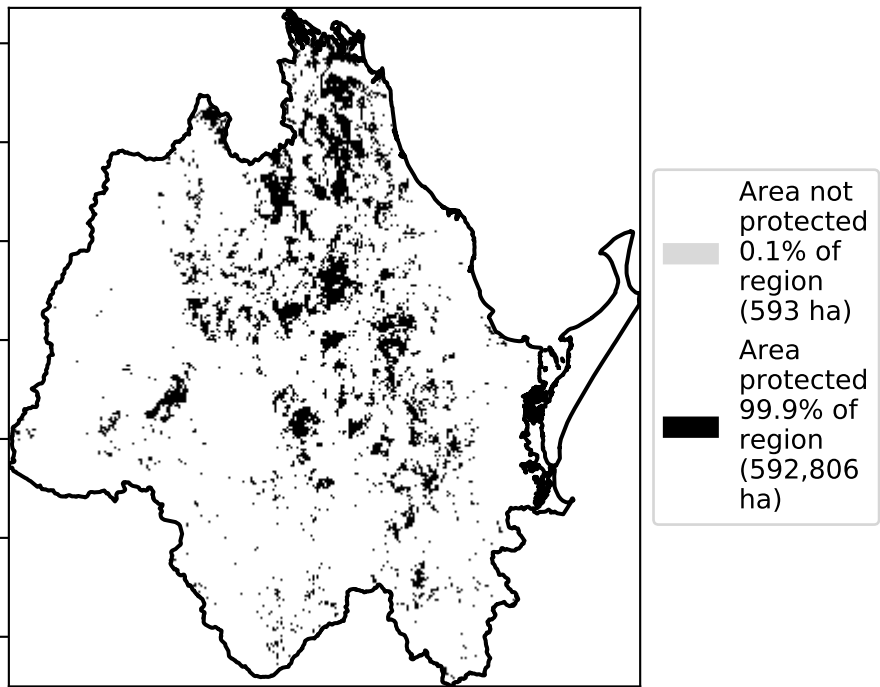 Area not
protected
0.1% of
region
(593 ha)
Area
protected
99.9% of
region
(592,806
ha)